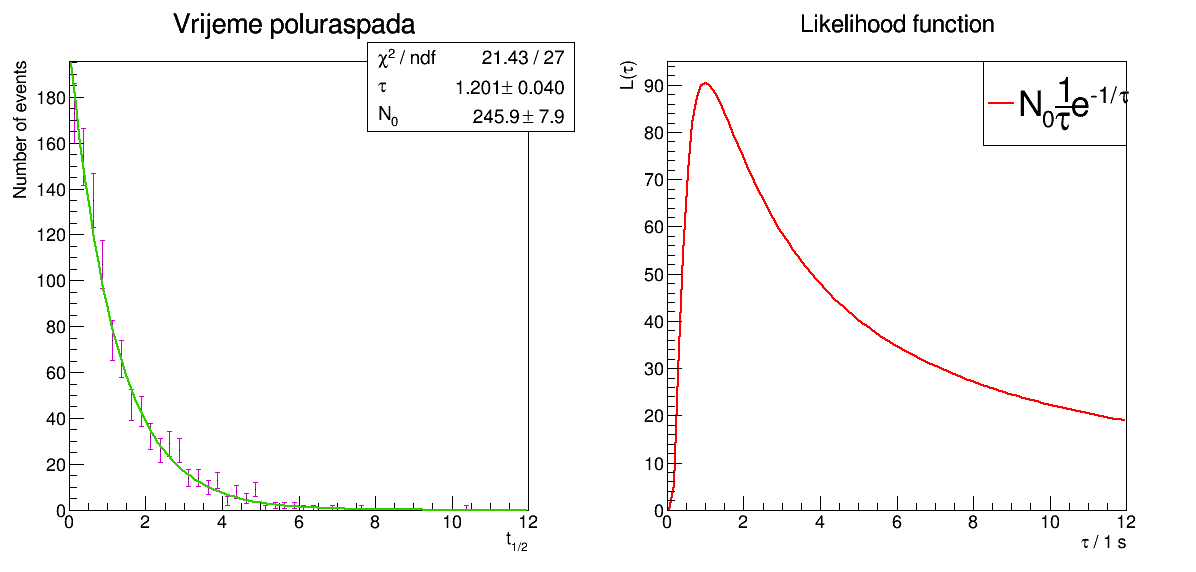 Vrijeme poluraspada
χ² / ndf 21.43 / 27
τ 1.201± 0.040
N₀ 245.9 ± 7.9
Number of events
180
160
140
120
100
80
60
40
20
0
0 2 4 6 8 10 12
t₁/₂
Likelihood function
N₀ 1/τ e^-1/τ
L(τ)
90
80
70
60
50
40
30
20
10
0
0 2 4 6 8 10 12
τ / 1 s